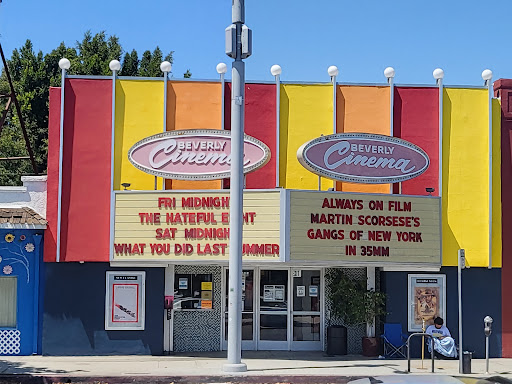 BEVERLY
Cinema
BEVERLY
Cinema
FRI MIDNIGHT
THE HATEFUL EIGHT
SAT MIDNIGHT
WHAT YOU DID LAST SUMMER
ALWAYS ON FILM
MARTIN SCORSESE'S
GANGS OF NEW YORK
IN 35MM